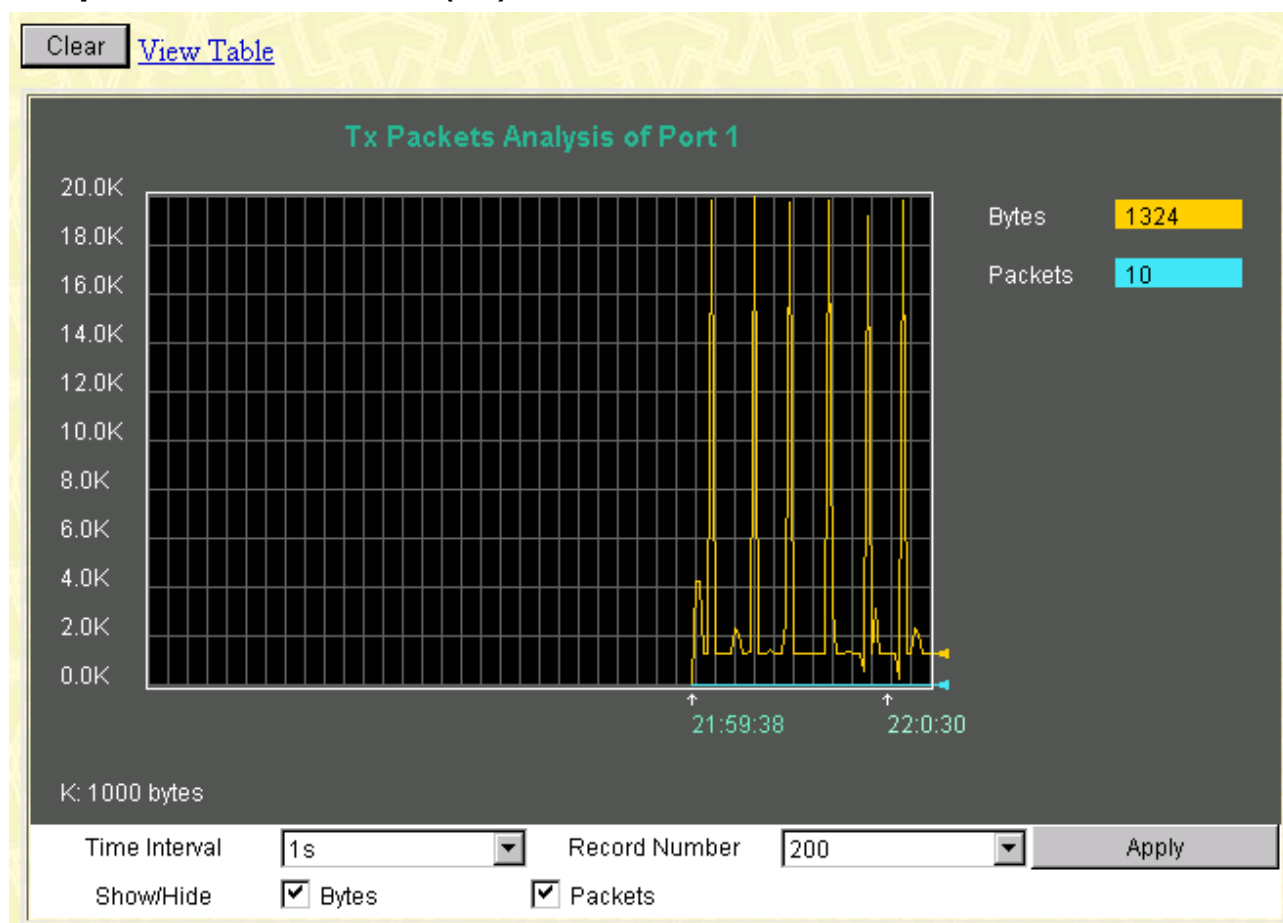 Clear View Table
Tx Packets Analysis of Port 1
20.0K
18.0K
16.0K
14.0K
12.0K
10.0K
8.0K
6.0K
4.0K
2.0K
0.0K
Bytes 1324
Packets 10
21:59:38 22:0:30
K: 1000 bytes
Time Interval 1s Record Number 200 Apply
Show/Hide Bytes Packets